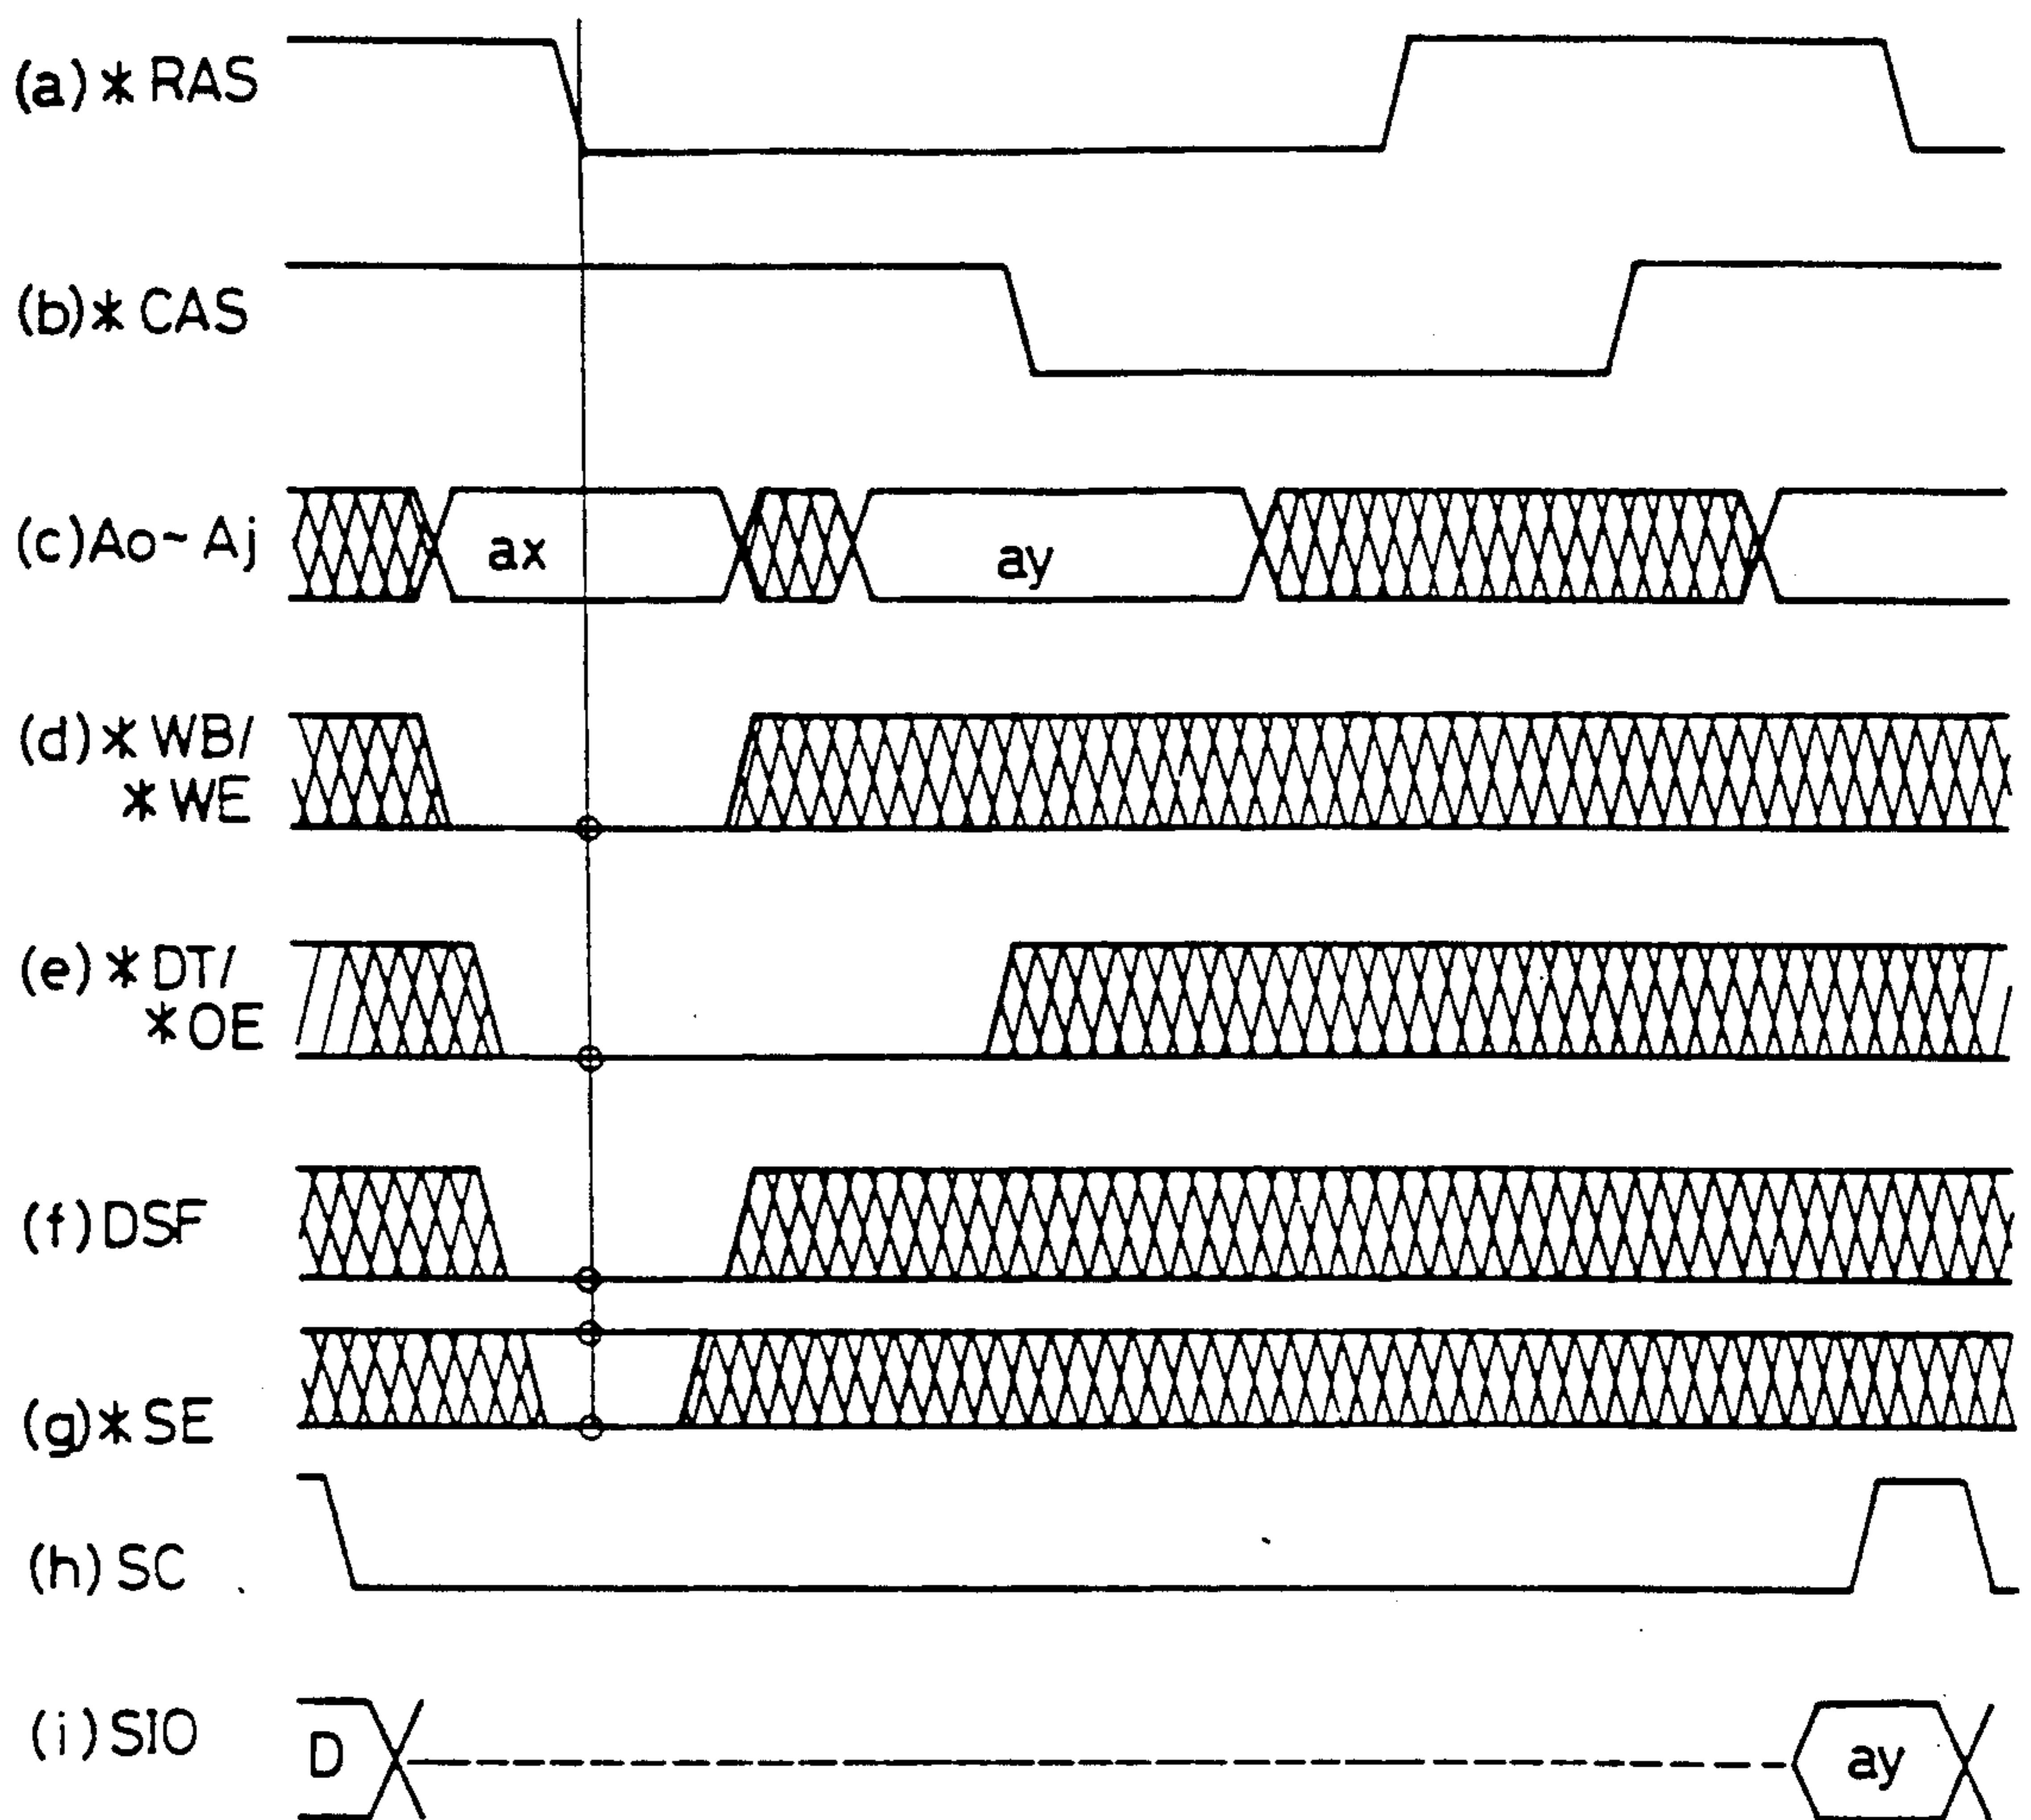 (a) * RAS
(b) * CAS
(c) Ao ~ Aj
ax
ay
(d) * WB/
* WE
(e) * DT/
* OE
(f) DSF
(g) * SE
(h) SC
(i) SIO
D
ay